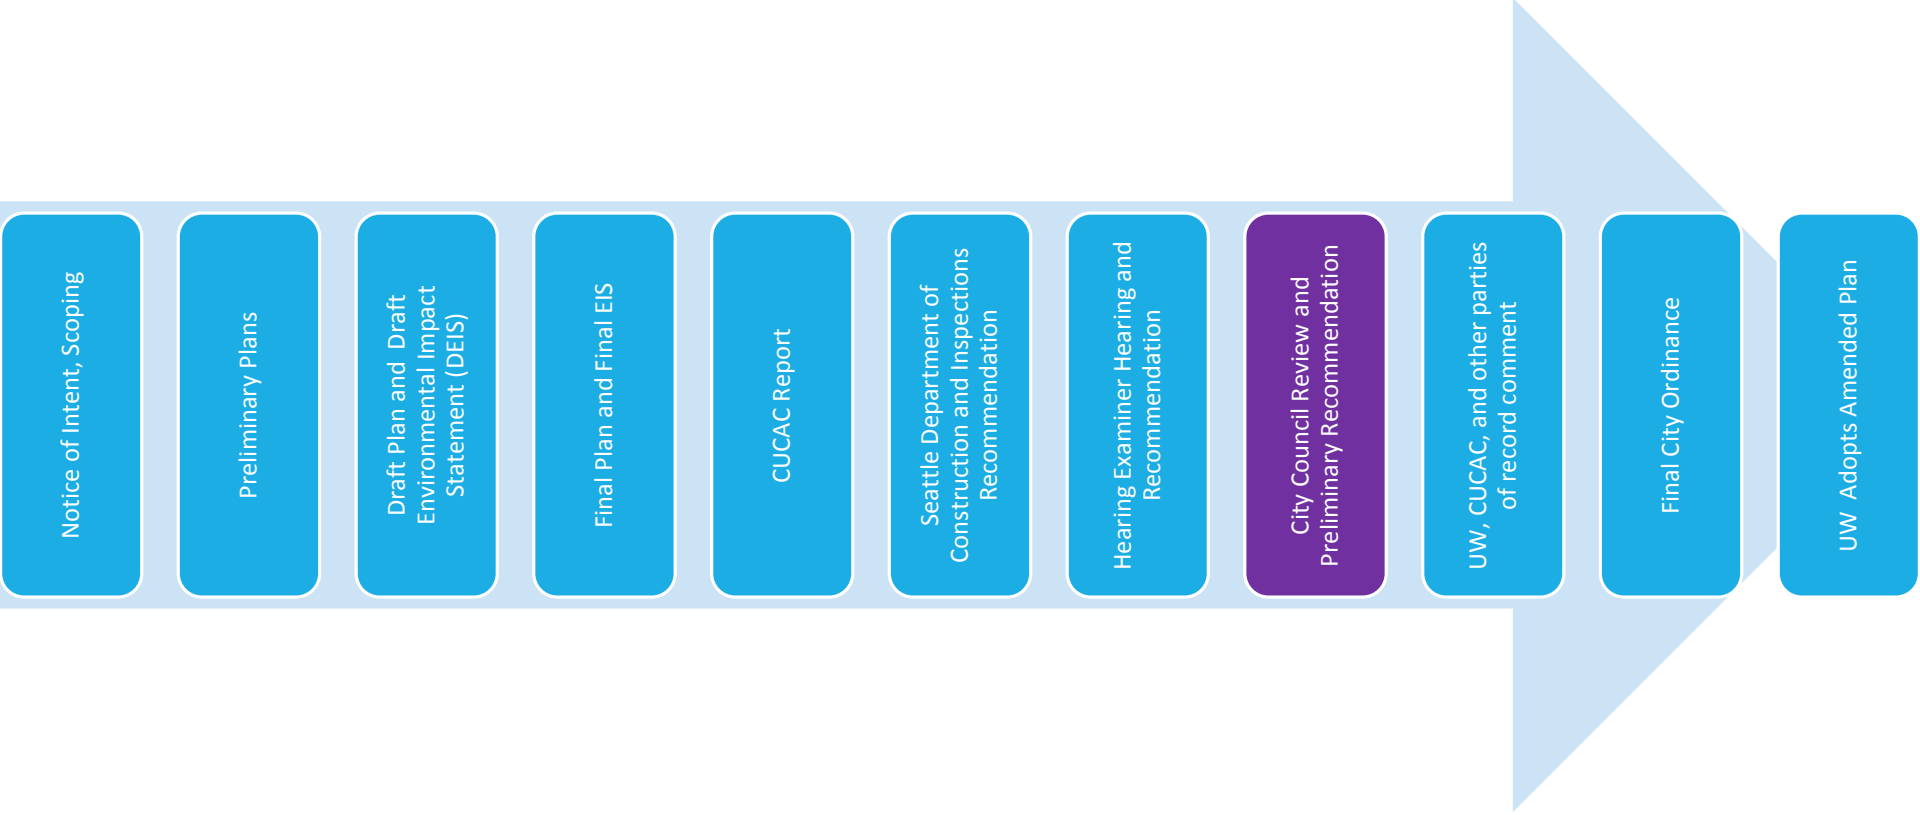 Notice of Intent, Scoping
Preliminary Plans
Draft Plan and Draft
Environmental Impact
Statement (DEIS)
Final Plan and Final EIS
CUCAC Report
Seattle Department of
Construction and Inspections
Recommendation
Hearing Examiner Hearing and
Recommendation
City Council Review and
Preliminary Recommendation
UW, CUCAC, and other parties
of record comment
Final City Ordinance
UW Adopts Amended Plan